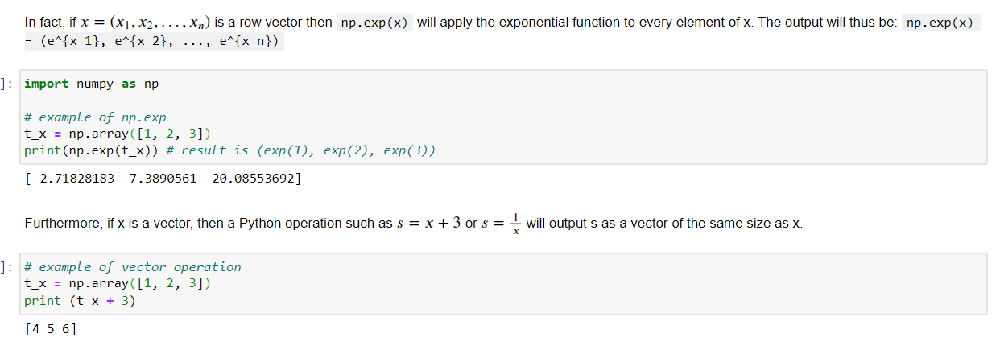 In fact, if x = (x₁, x₂, . . . , xₙ) is a row vector then np.exp(x) will apply the exponential function to every element of x. The output will thus be: np.exp(x)
= (e^{x_1}, e^{x_2}, ..., e^{x_n})
]: import numpy as np
# example of np.exp
t_x = np.array([1, 2, 3])
print(np.exp(t_x)) # result is (exp(1), exp(2), exp(3))
[ 2.71828183  7.3890561  20.08553692]
Furthermore, if x is a vector, then a Python operation such as s = x + 3 or s = 1/x will output s as a vector of the same size as x.
]: # example of vector operation
t_x = np.array([1, 2, 3])
print (t_x + 3)
[4 5 6]